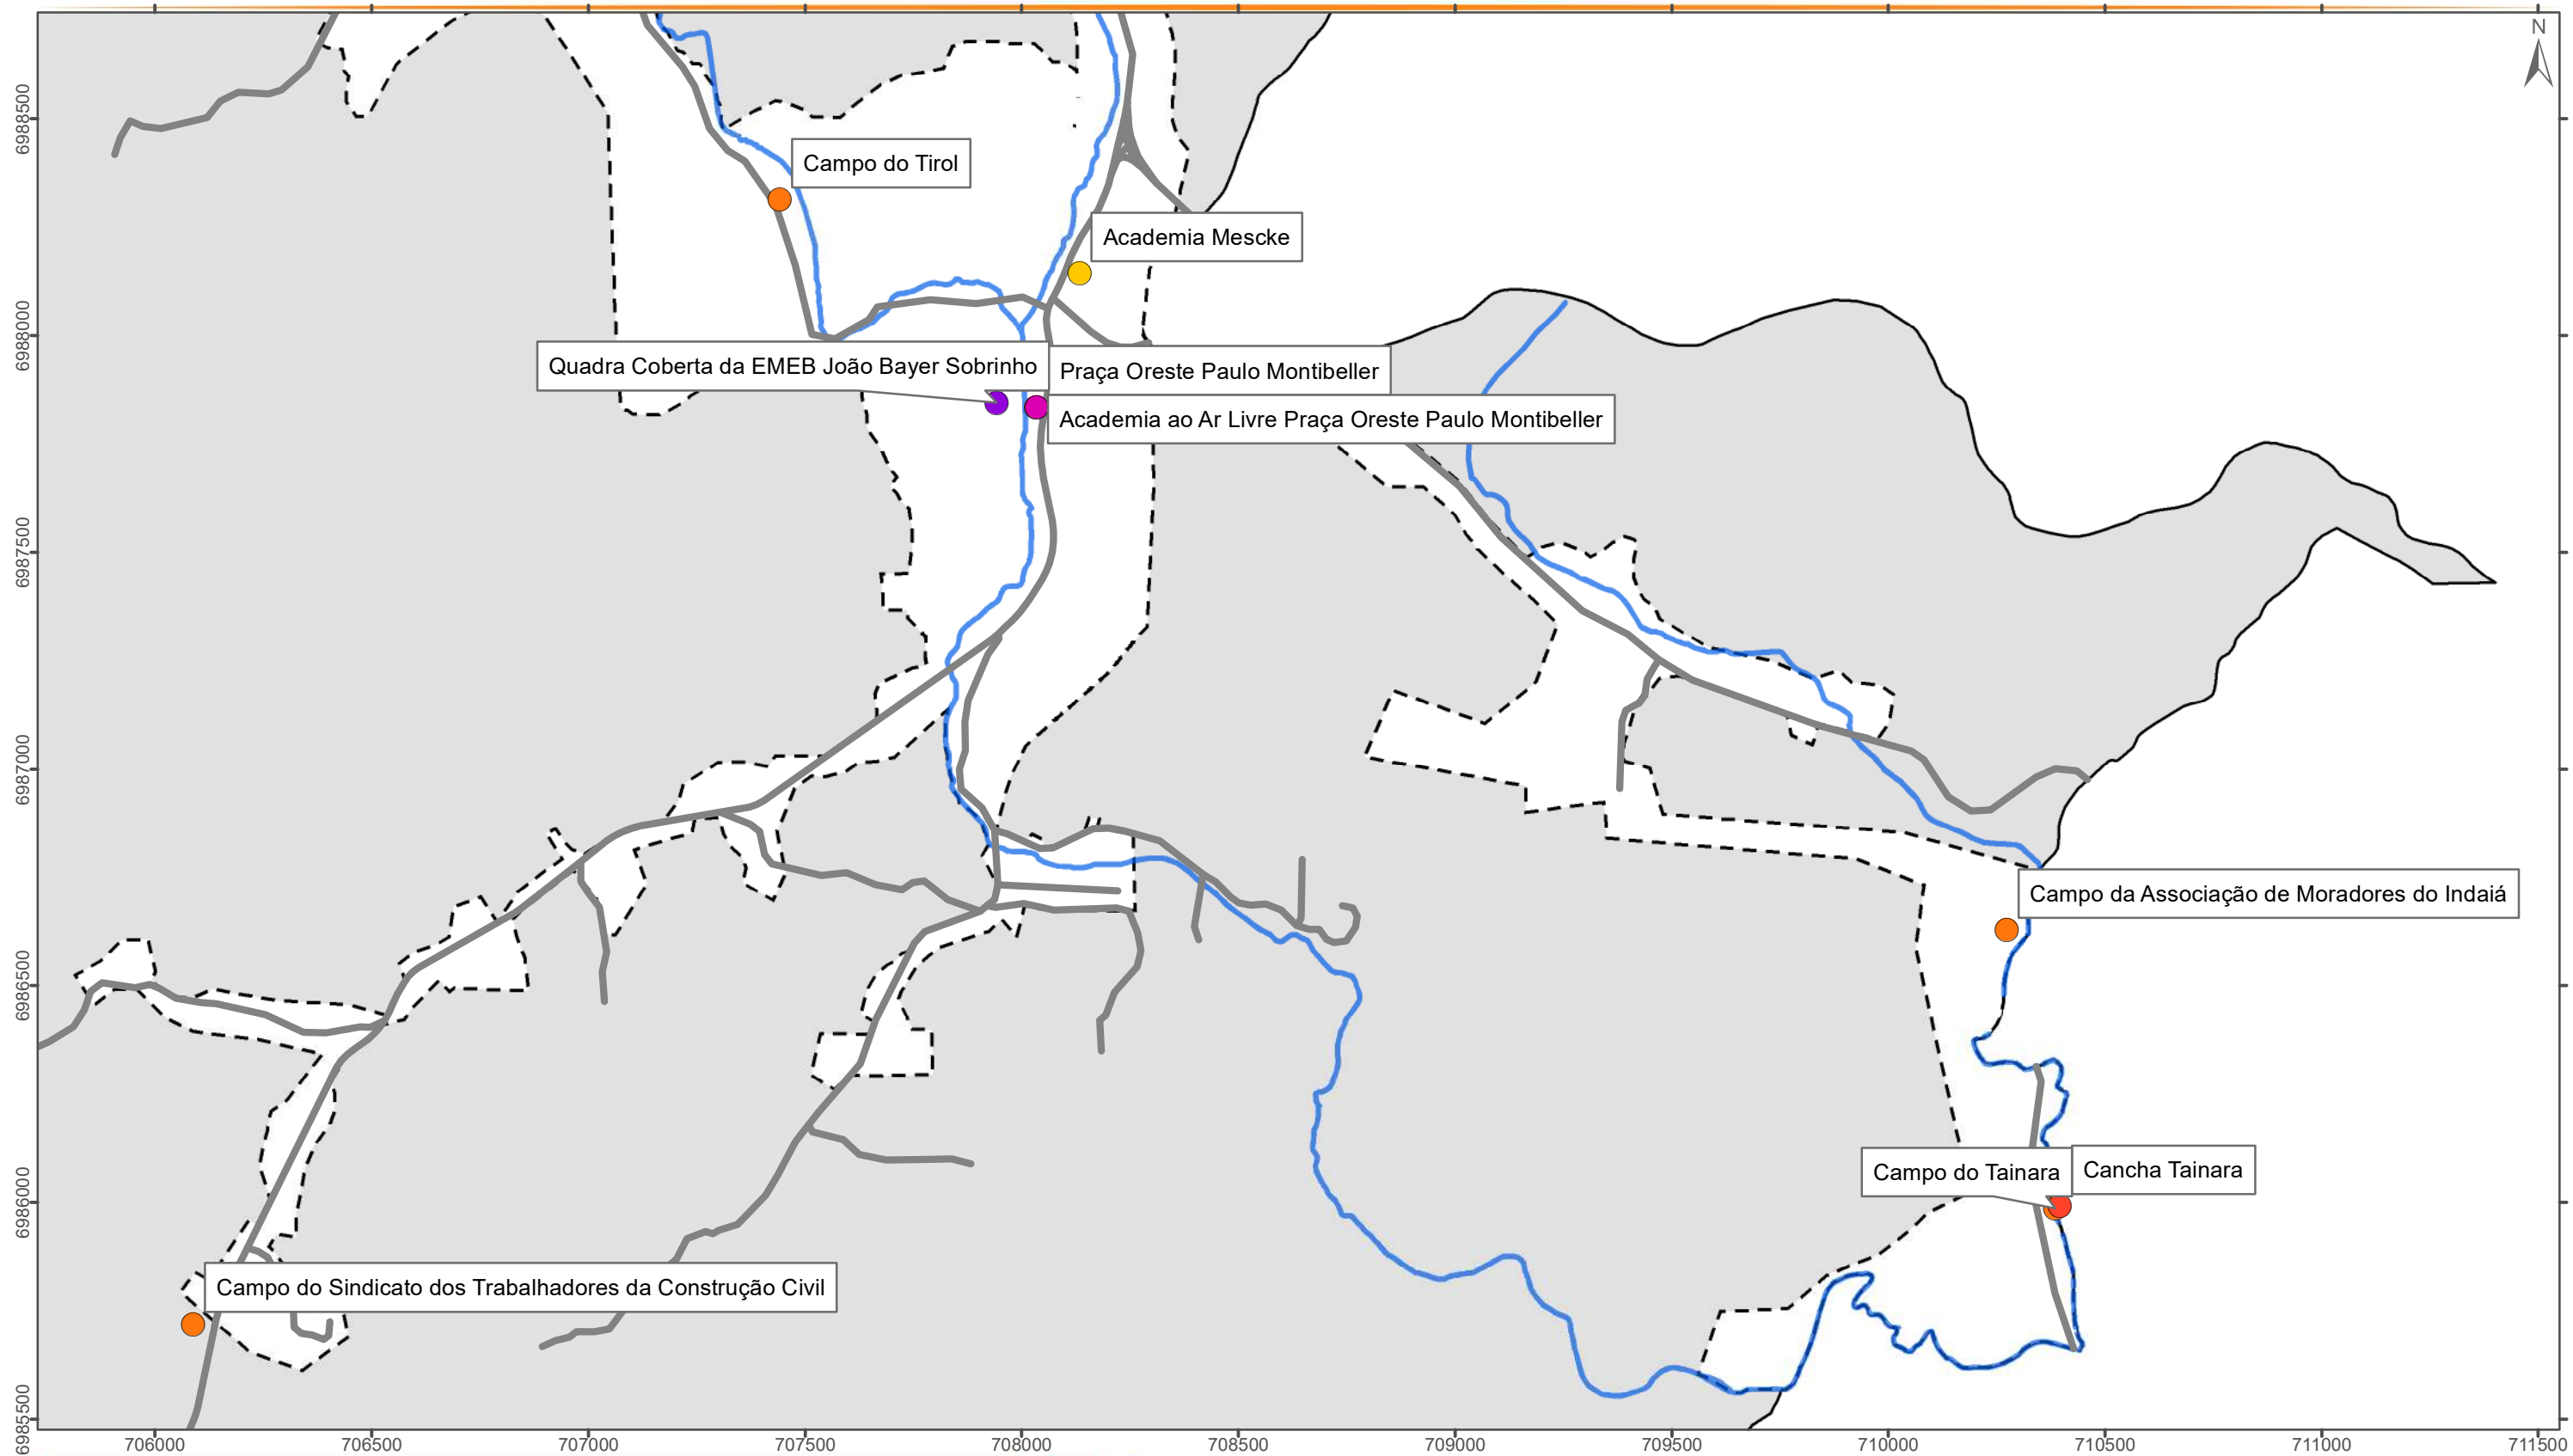 N
Campo do Tirol
Academia Mescke
Quadra Coberta da EMEB João Bayer Sobrinho
Praça Oreste Paulo Montibeller
Academia ao Ar Livre Praça Oreste Paulo Montibeller
Campo da Associação de Moradores do Indaiá
Campo do Tainara
Cancha Tainara
Campo do Sindicato dos Trabalhadores da Construção Civil
6988500
6988000
6987500
6987000
6986500
6986000
6985500
706000
706500
707000
707500
708000
708500
709000
709500
710000
710500
711000
711500